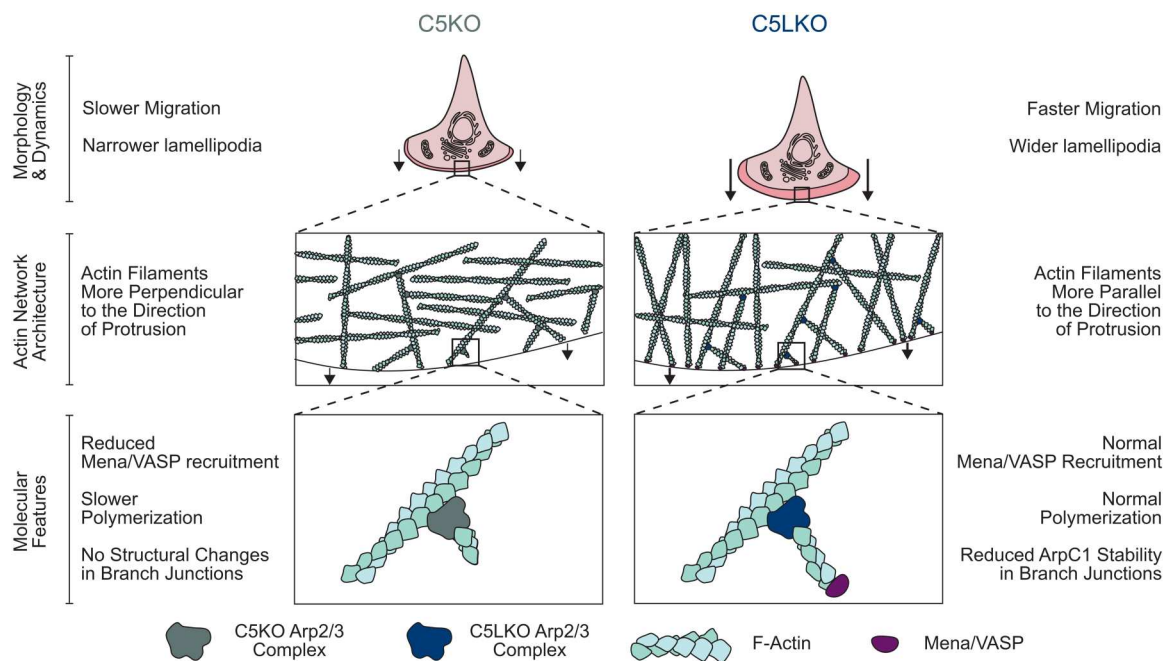 C5KO
C5LKO
Morphology
& Dynamics
Slower Migration
Narrower lamellipodia
Faster Migration
Wider lamellipodia
Actin Network
Architecture
Actin Filaments
More Perpendicular
to the Direction
of Protrusion
Actin Filaments
More Parallel
to the Direction
of Protrusion
Molecular
Features
Reduced
Mena/VASP recruitment
Slower
Polymerization
No Structural Changes
in Branch Junctions
Normal
Mena/VASP Recruitment
Normal
Polymerization
Reduced ArpC1 Stability
in Branch Junctions
C5KO Arp2/3
Complex
C5LKO Arp2/3
Complex
F-Actin
Mena/VASP